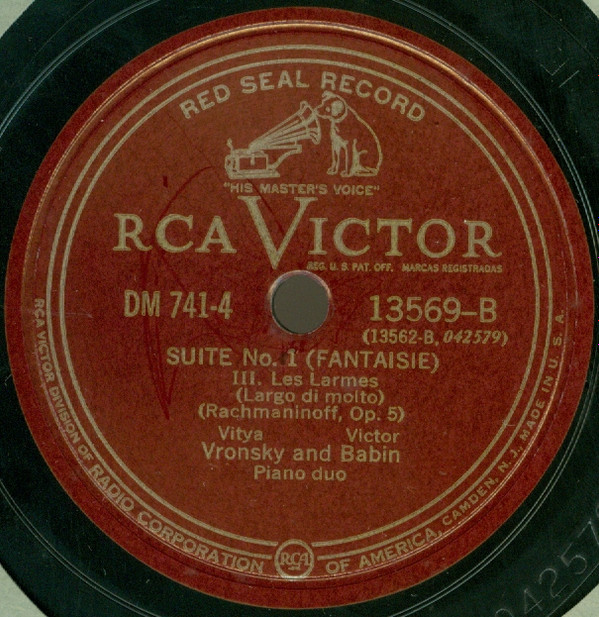 RED SEAL RECORD
"HIS MASTER'S VOICE"
RCA VICTOR
REG. U. S. PAT. OFF. MARCAS REGISTRADAS
DM 741-4 13569-B
(13562-B, 042579)
SUITE No. 1 (FANTAISIE)
III. Les Larmes
(Largo di molto)
(Rachmaninoff, Op. 5)
Vitya Victor
Vronsky and Babin
Piano duo
RCA VICTOR DIVISION OF RADIO CORPORATION RCA OF AMERICA, CAMDEN, N. J., MADE IN U. S. A.